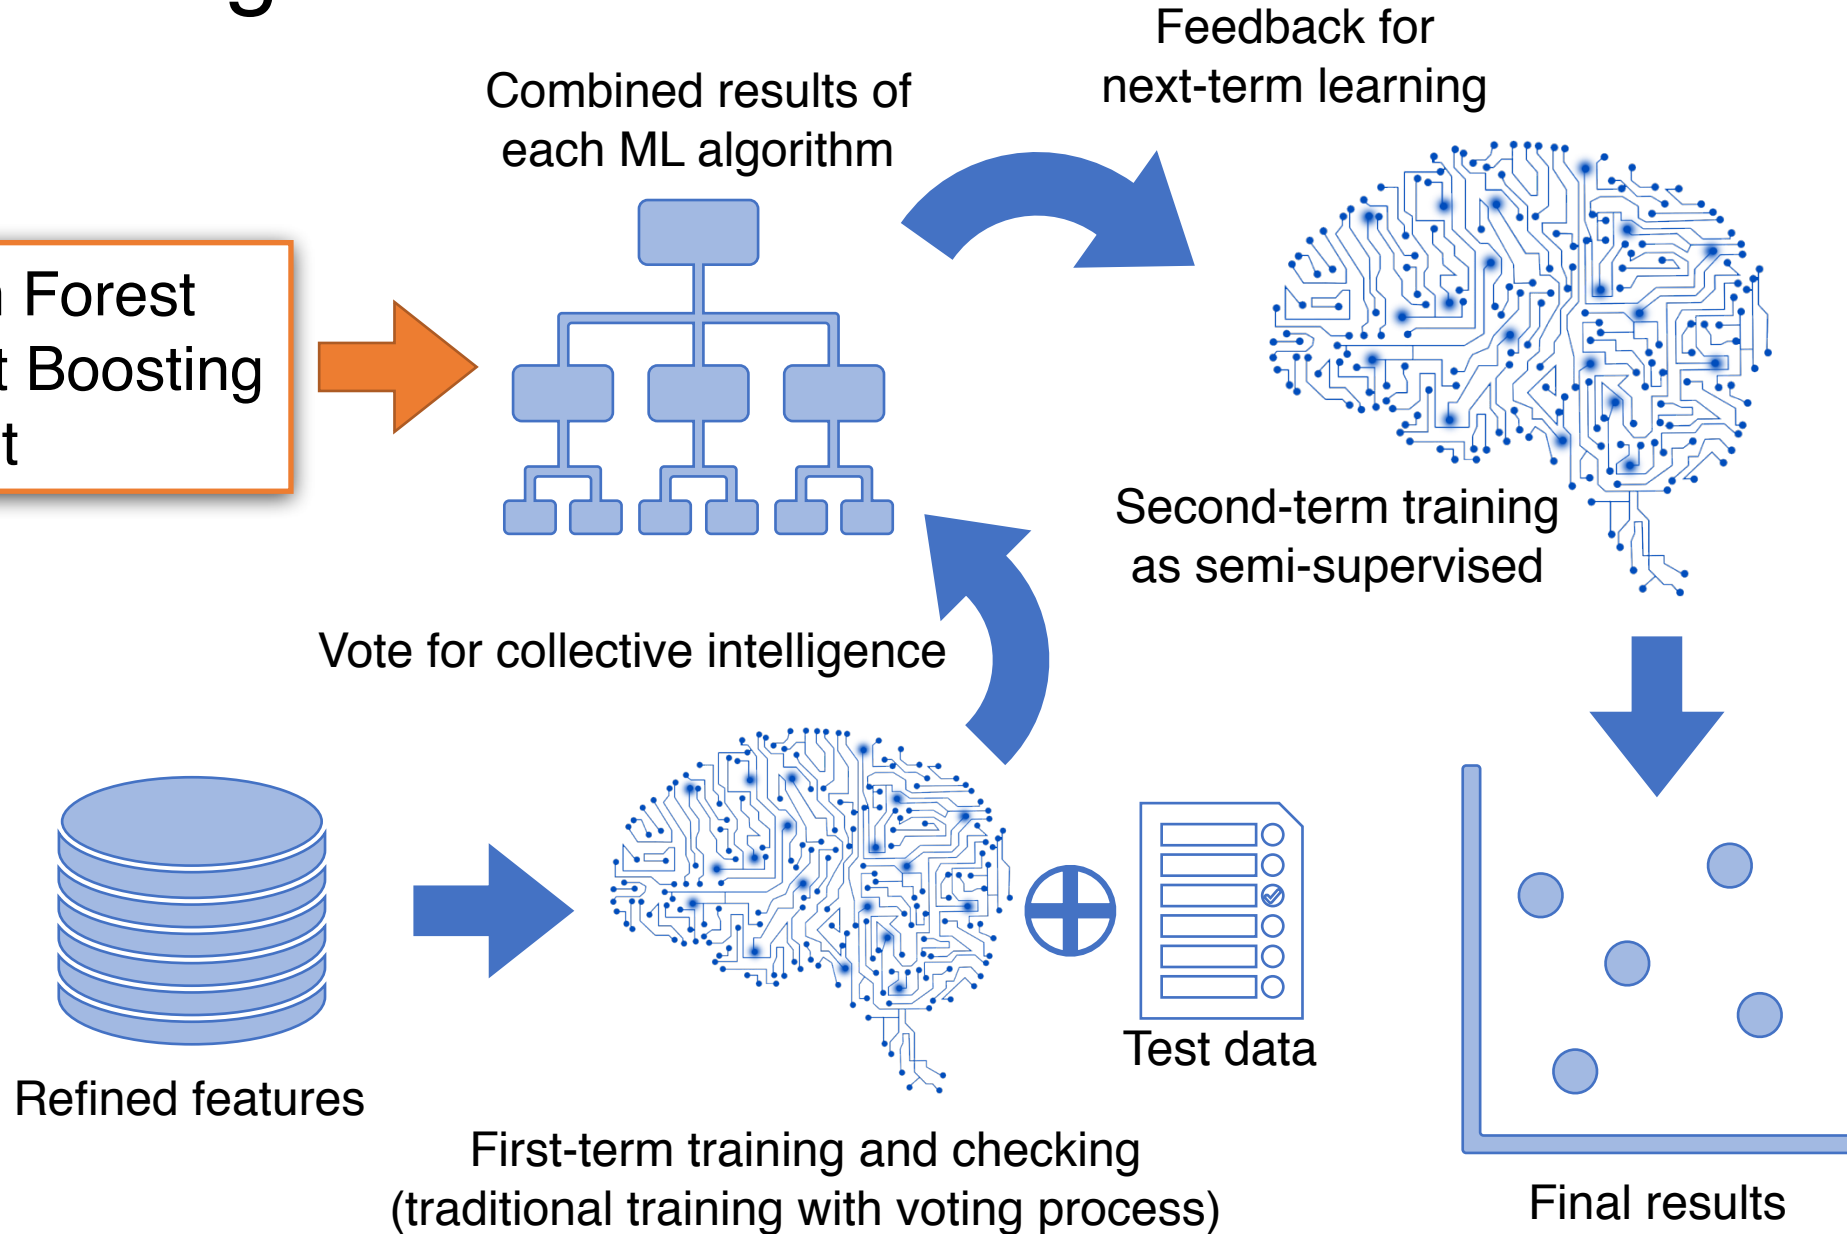 Combined results of
each ML algorithm
Feedback for
next-term learning
Forest
Boosting
Second-term training
as semi-supervised
Vote for collective intelligence
Refined features
Test data
First-term training and checking
(traditional training with voting process)
Final results